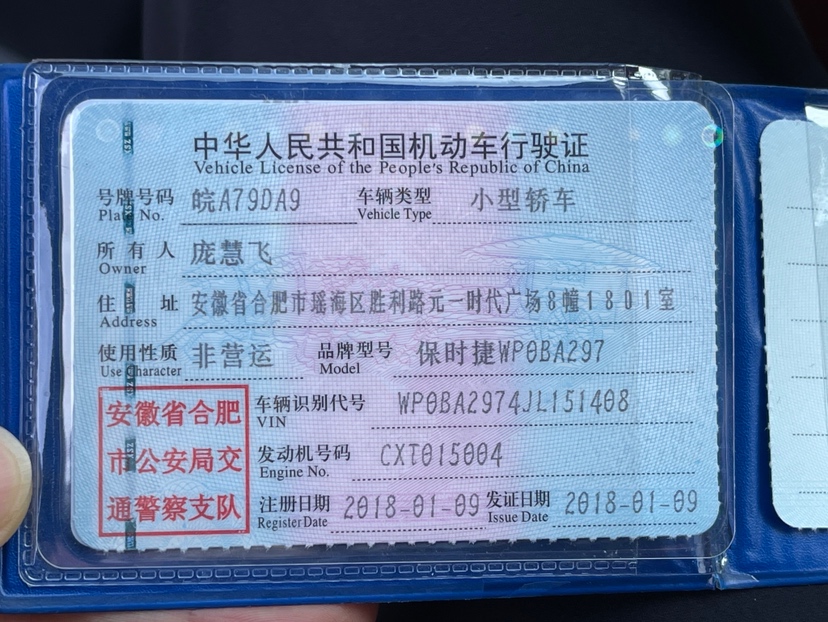 中华人民共和国机动车行驶证
Vehicle License of the People's Republic of China
号牌号码 皖A79DA9 车辆类型 小型轿车
Plate No. Vehicle Type
所有人 庞慧飞
Owner
住址 安徽省合肥市瑶海区胜利路元一时代广场8幢1801室
Address
使用性质 非营运 品牌型号 保时捷WP0BA297
Use Character Model
安徽省合肥 车辆识别代号 WP0BA2974JL151408
VIN
市公安局交 发动机号码 CXT015004
Engine No.
通警察支队 注册日期 2018-01-09 发证日期 2018-01-09
Register Date Issue Date